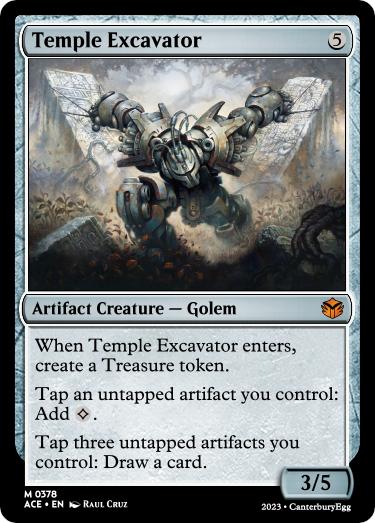 Temple Excavator 5
Artifact Creature — Golem
When Temple Excavator enters,
create a Treasure token.
Tap an untapped artifact you control:
Add ◇.
Tap three untapped artifacts you
control: Draw a card.
3/5
M 0378
ACE • EN Raul Cruz
2023 · CanterburyEgg